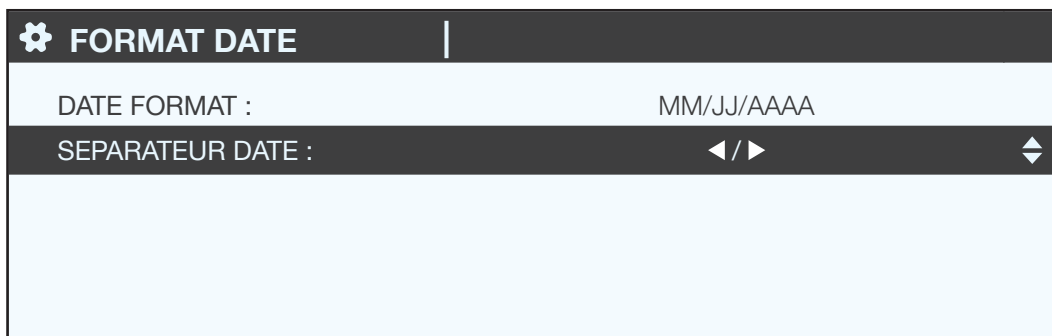 FORMAT DATE
DATE FORMAT : MM/JJ/AAAA
SEPARATEUR DATE : ◀/▶